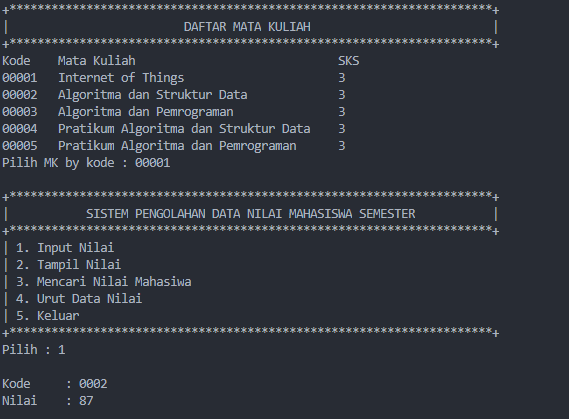 +*********************************************************************+
| DAFTAR MATA KULIAH |
+*********************************************************************+
Kode Mata Kuliah SKS
00001 Internet of Things 3
00002 Algoritma dan Struktur Data 3
00003 Algoritma dan Pemrograman 3
00004 Pratikum Algoritma dan Struktur Data 3
00005 Pratikum Algoritma dan Pemrograman 3
Pilih MK by kode : 00001
+*********************************************************************+
| SISTEM PENGOLAHAN DATA NILAI MAHASISWA SEMESTER |
+*********************************************************************+
| 1. Input Nilai
| 2. Tampil Nilai
| 3. Mencari Nilai Mahasiwa
| 4. Urut Data Nilai
| 5. Keluar
+*********************************************************************+
Pilih : 1
Kode : 0002
Nilai : 87